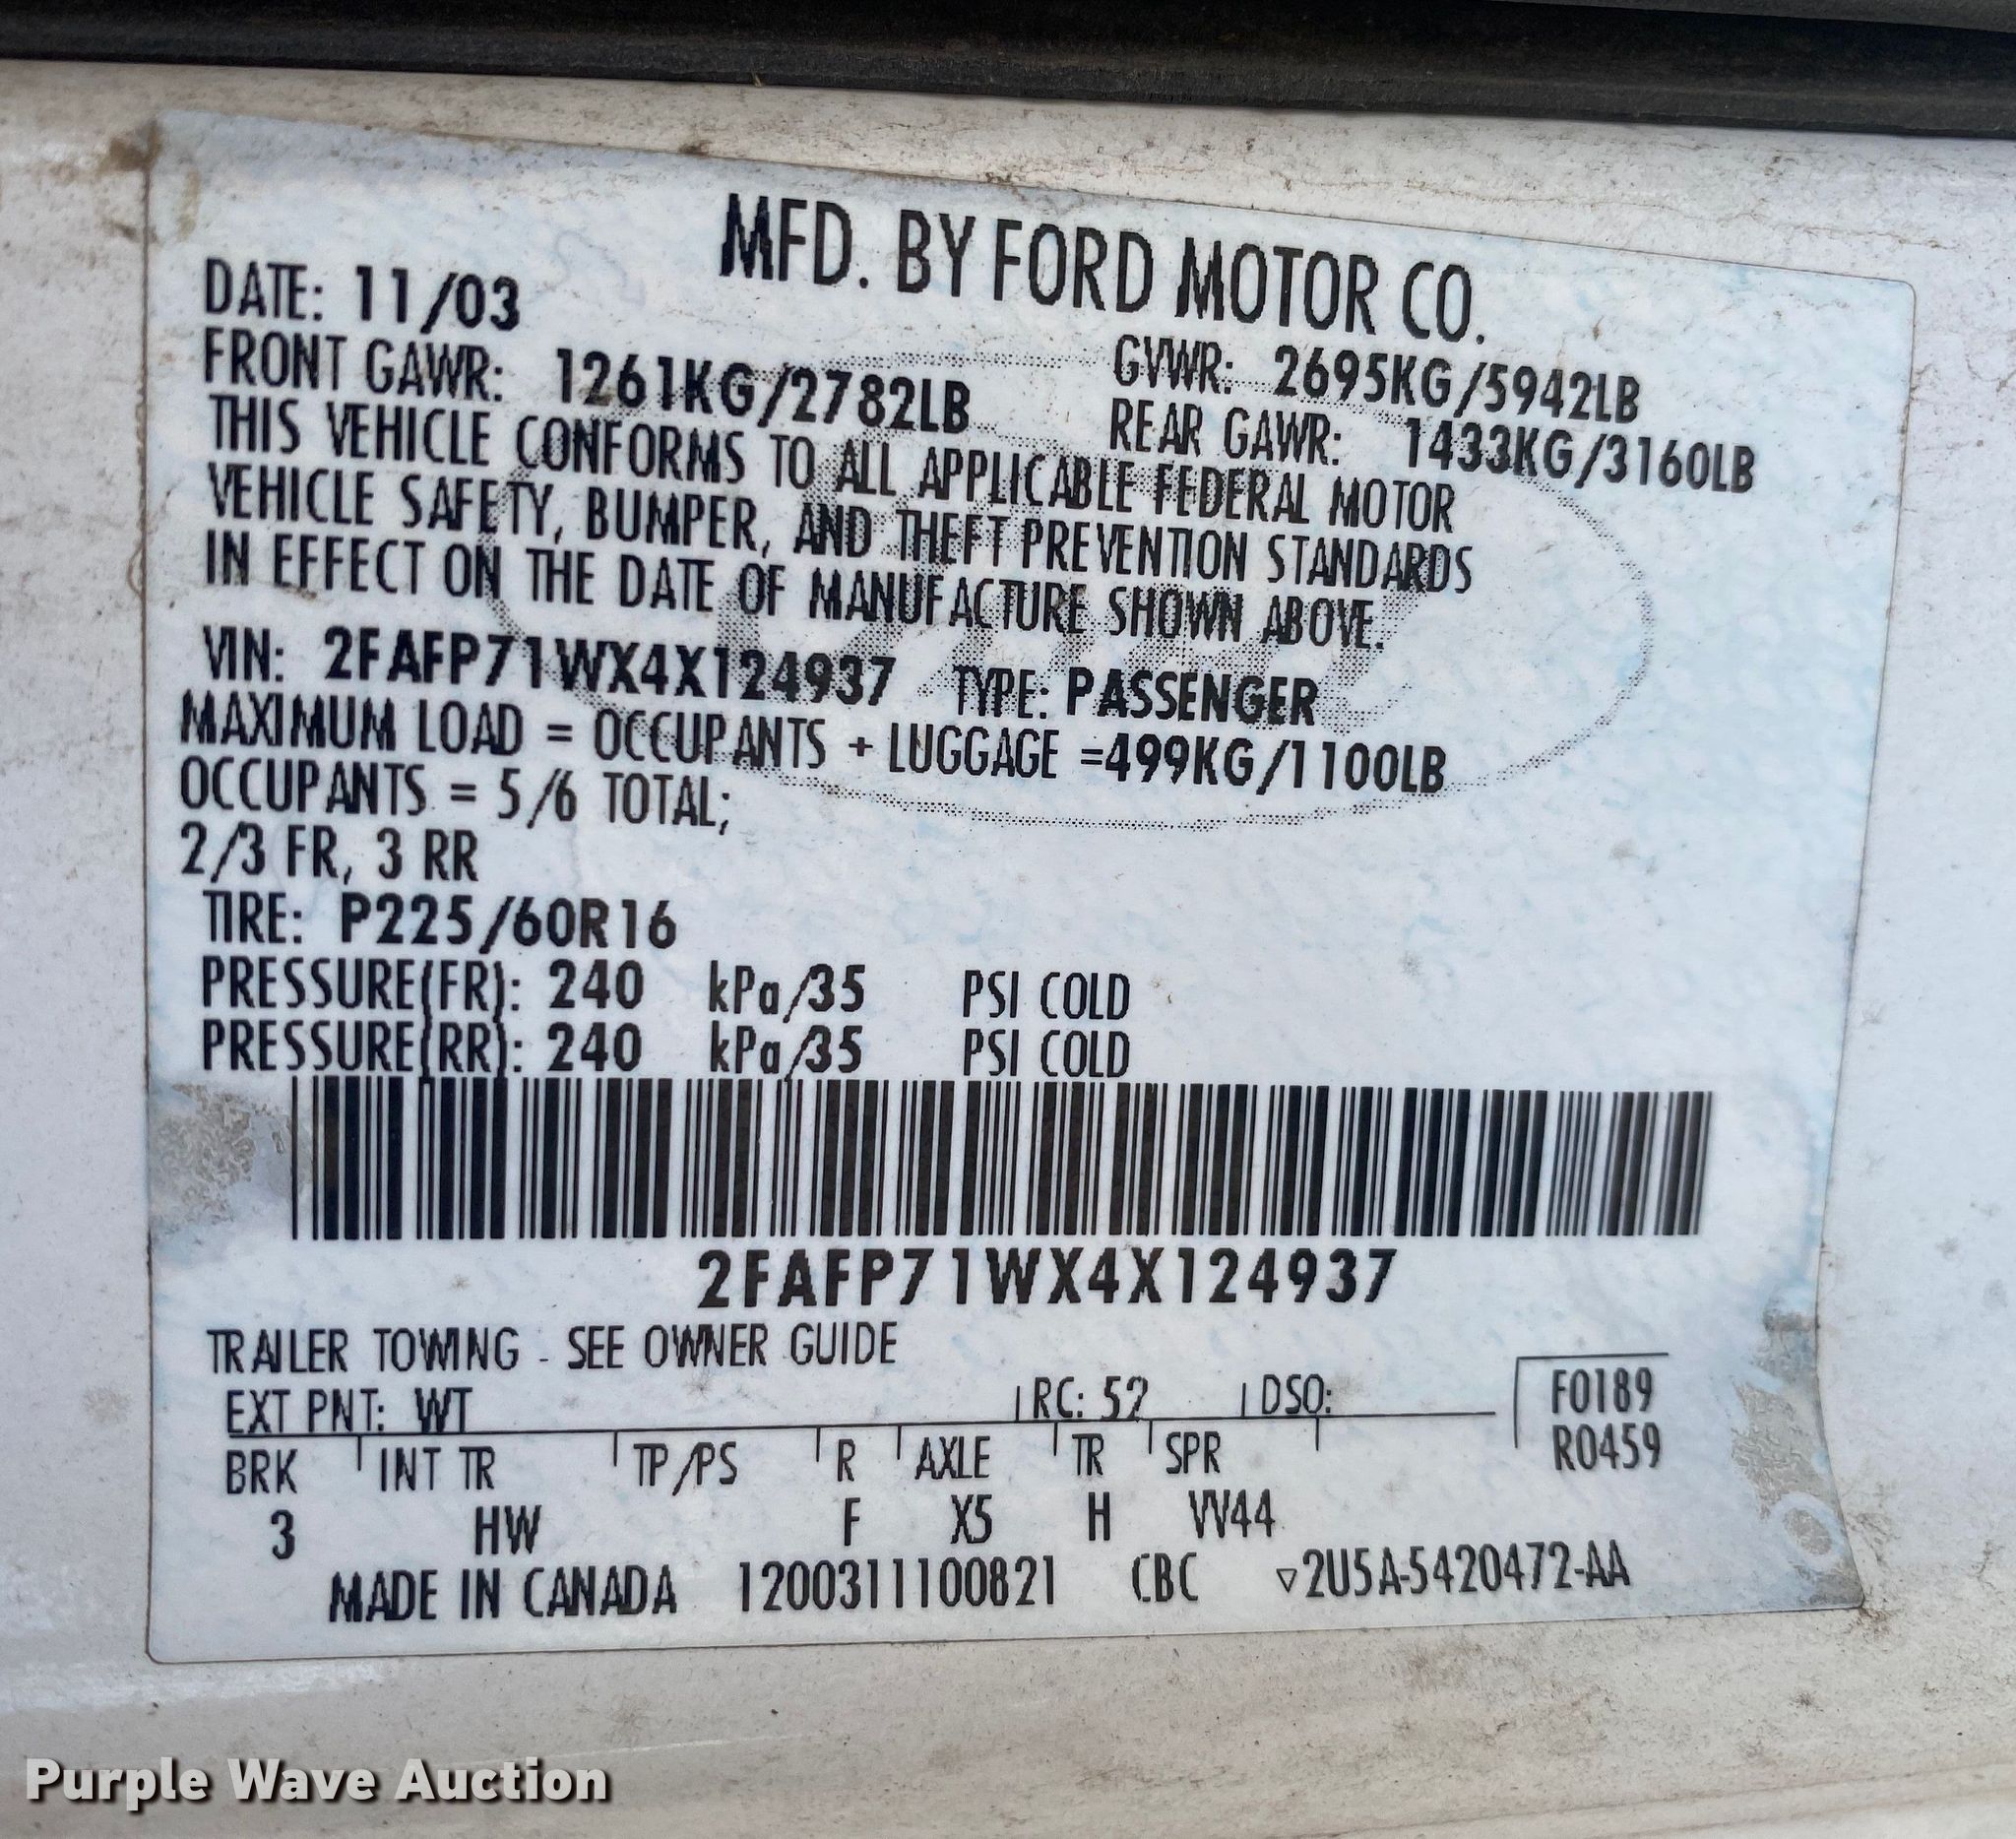 MFD. BY FORD MOTOR CO.
DATE: 11/03
GVWR: 2695KG/5942LB
FRONT GAWR: 1261KG/2782LB
REAR GAWR: 1433KG/3160LB
THIS VEHICLE CONFORMS TO ALL APPLICABLE FEDERAL MOTOR
VEHICLE SAFETY, BUMPER, AND THEFT PREVENTION STANDARDS
IN EFFECT ON THE DATE OF MANUFACTURE SHOWN ABOVE.
VIN: 2FAFP71WX4X124937 TYPE: PASSENGER
MAXIMUM LOAD = OCCUPANTS + LUGGAGE =499KG/1100LB
OCCUPANTS = 5/6 TOTAL;
2/3 FR, 3 RR
TIRE: P225/60R16
PRESSURE(FR): 240 kPa/35 PSI COLD
PRESSURE(RR): 240 kPa/35 PSI COLD
2FAFP71WX4X124937
TRAILER TOWING - SEE OWNER GUIDE
EXT PNT: WT RC: 52 DSO:
F0189
R0459
BRK INT TR TP/PS R AXLE TR SPR
3 HW F X5 H VV44
MADE IN CANADA 1200311100821 CBC ▽2U5A-5420472-AA
Purple Wave Auction